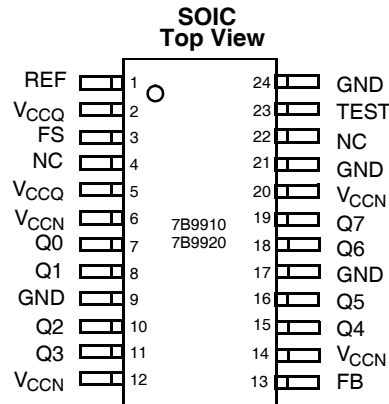 SOIC
Top View
REF 1 24 GND
VCCQ 2 23 TEST
FS 3 22 NC
NC 4 21 GND
VCCQ 5 20 VCCN
VCCN 6 19 Q7
7B9910
Q0 7 18 Q6
7B9920
Q1 8 17 GND
GND 9 16 Q5
Q2 10 15 Q4
Q3 11 14 VCCN
VCCN 12 13 FB